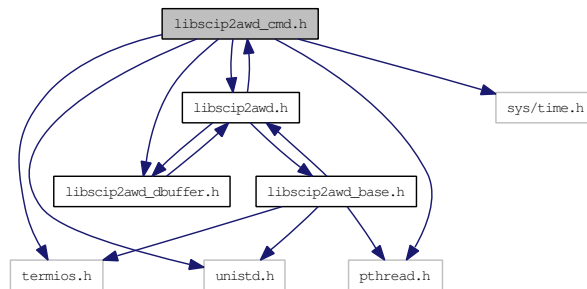 libscip2awd_cmd.h
libscip2awd.h
sys/time.h
libscip2awd_dbuffer.h
libscip2awd_base.h
termios.h
unistd.h
pthread.h